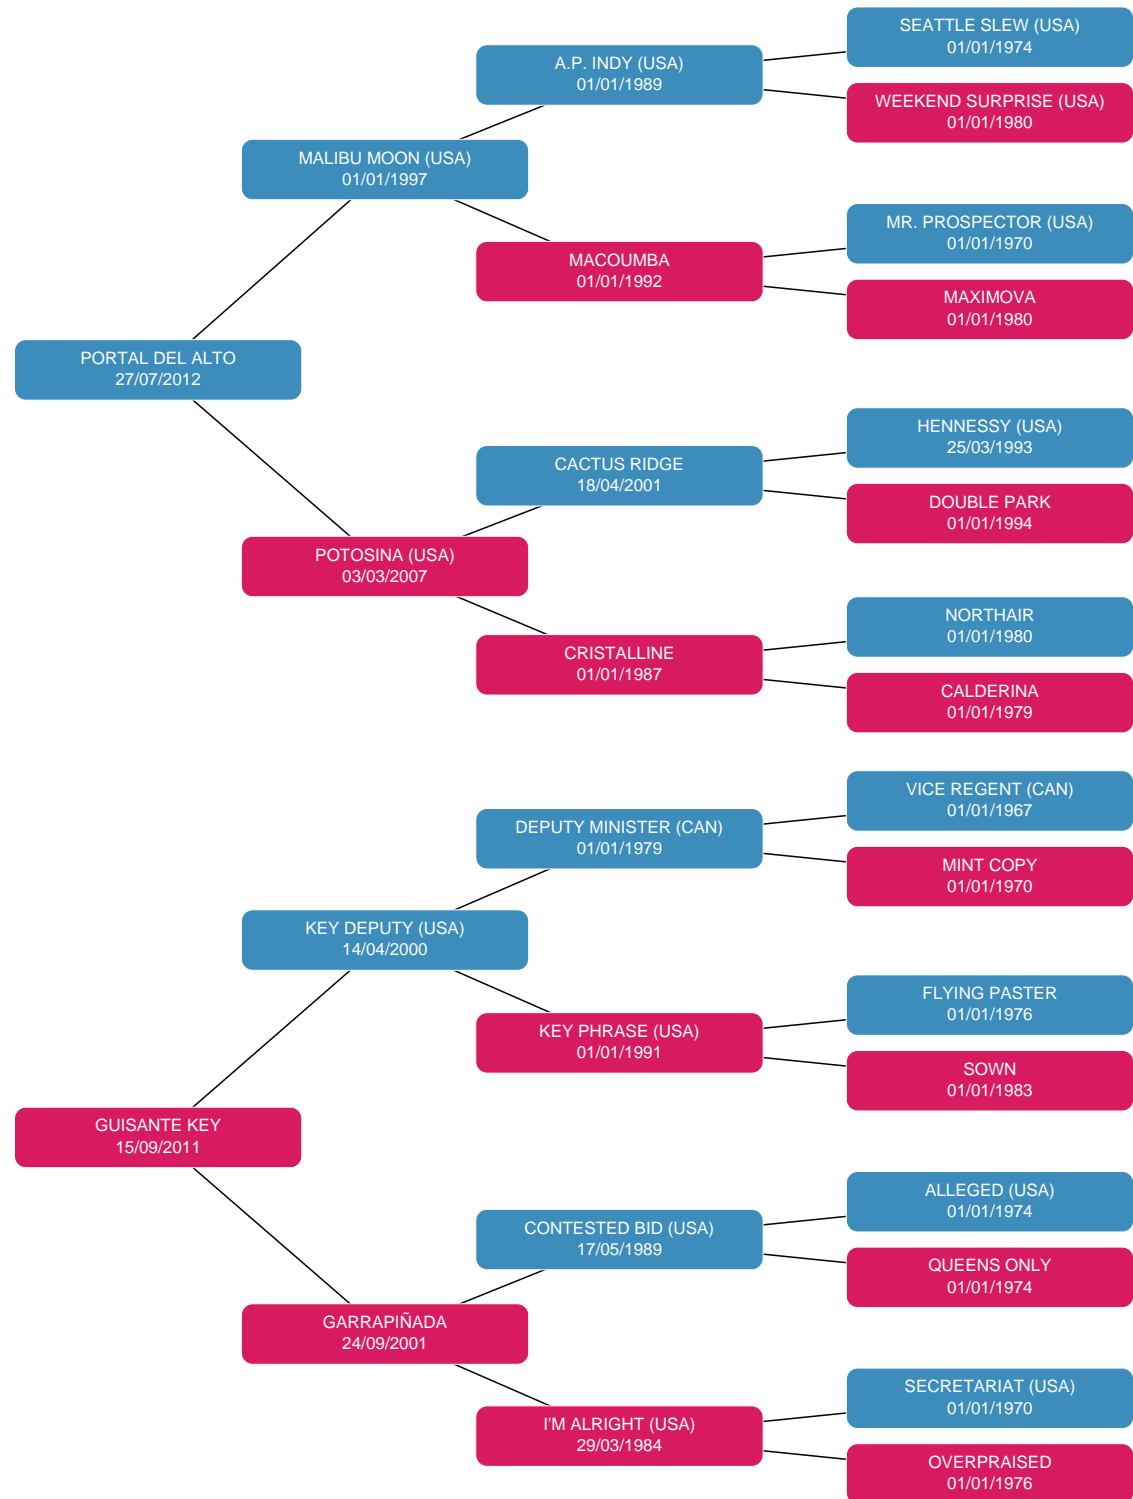 SEATTLE SLEW (USA)
01/01/1974
A.P. INDY (USA)
01/01/1989
WEEKEND SURPRISE (USA)
01/01/1980
MALIBU MOON (USA)
01/01/1997
MR. PROSPECTOR (USA)
01/01/1970
MACOUMBA
01/01/1992
MAXIMOVA
01/01/1980
PORTAL DEL ALTO
27/07/2012
HENNESSY (USA)
25/03/1993
CACTUS RIDGE
18/04/2001
DOUBLE PARK
01/01/1994
POTOSINA (USA)
03/03/2007
NORTHAIR
01/01/1980
CRISTALLINE
01/01/1987
CALDERINA
01/01/1979
VICE REGENT (CAN)
01/01/1967
DEPUTY MINISTER (CAN)
01/01/1979
MINT COPY
01/01/1970
KEY DEPUTY (USA)
14/04/2000
FLYING PASTER
01/01/1976
KEY PHRASE (USA)
01/01/1991
SOWN
01/01/1983
GUISANTE KEY
15/09/2011
ALLEGED (USA)
01/01/1974
CONTESTED BID (USA)
17/05/1989
QUEENS ONLY
01/01/1974
GARRAPIÑADA
24/09/2001
SECRETARIAT (USA)
01/01/1970
I'M ALRIGHT (USA)
29/03/1984
OVERPRAISED
01/01/1976